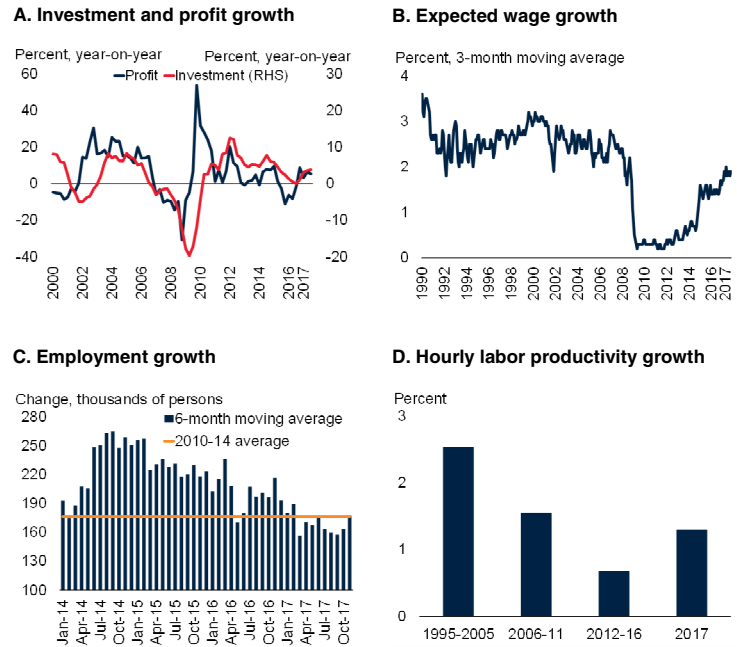 A. Investment and profit growth
Percent, year-on-year Percent, year-on-year
Profit Investment (RHS)
60 30
40 20
20 10
0 0
-20 -10
-40 -20
2000 2002 2004 2006 2008 2010 2012 2014 2016 2017
B. Expected wage growth
Percent, 3-month moving average
4
3
2
1
0
1990 1992 1994 1996 1998 2000 2002 2004 2006 2008 2010 2012 2014 2016 2017
C. Employment growth
Change, thousands of persons
6-month moving average
2010-14 average
280
250
220
190
160
130
100
Jan-14 Apr-14 Jul-14 Oct-14 Jan-15 Apr-15 Jul-15 Oct-15 Jan-16 Apr-16 Jul-16 Oct-16 Jan-17 Apr-17 Jul-17 Oct-17
D. Hourly labor productivity growth
Percent
3
2
1
0
1995-2005 2006-11 2012-16 2017